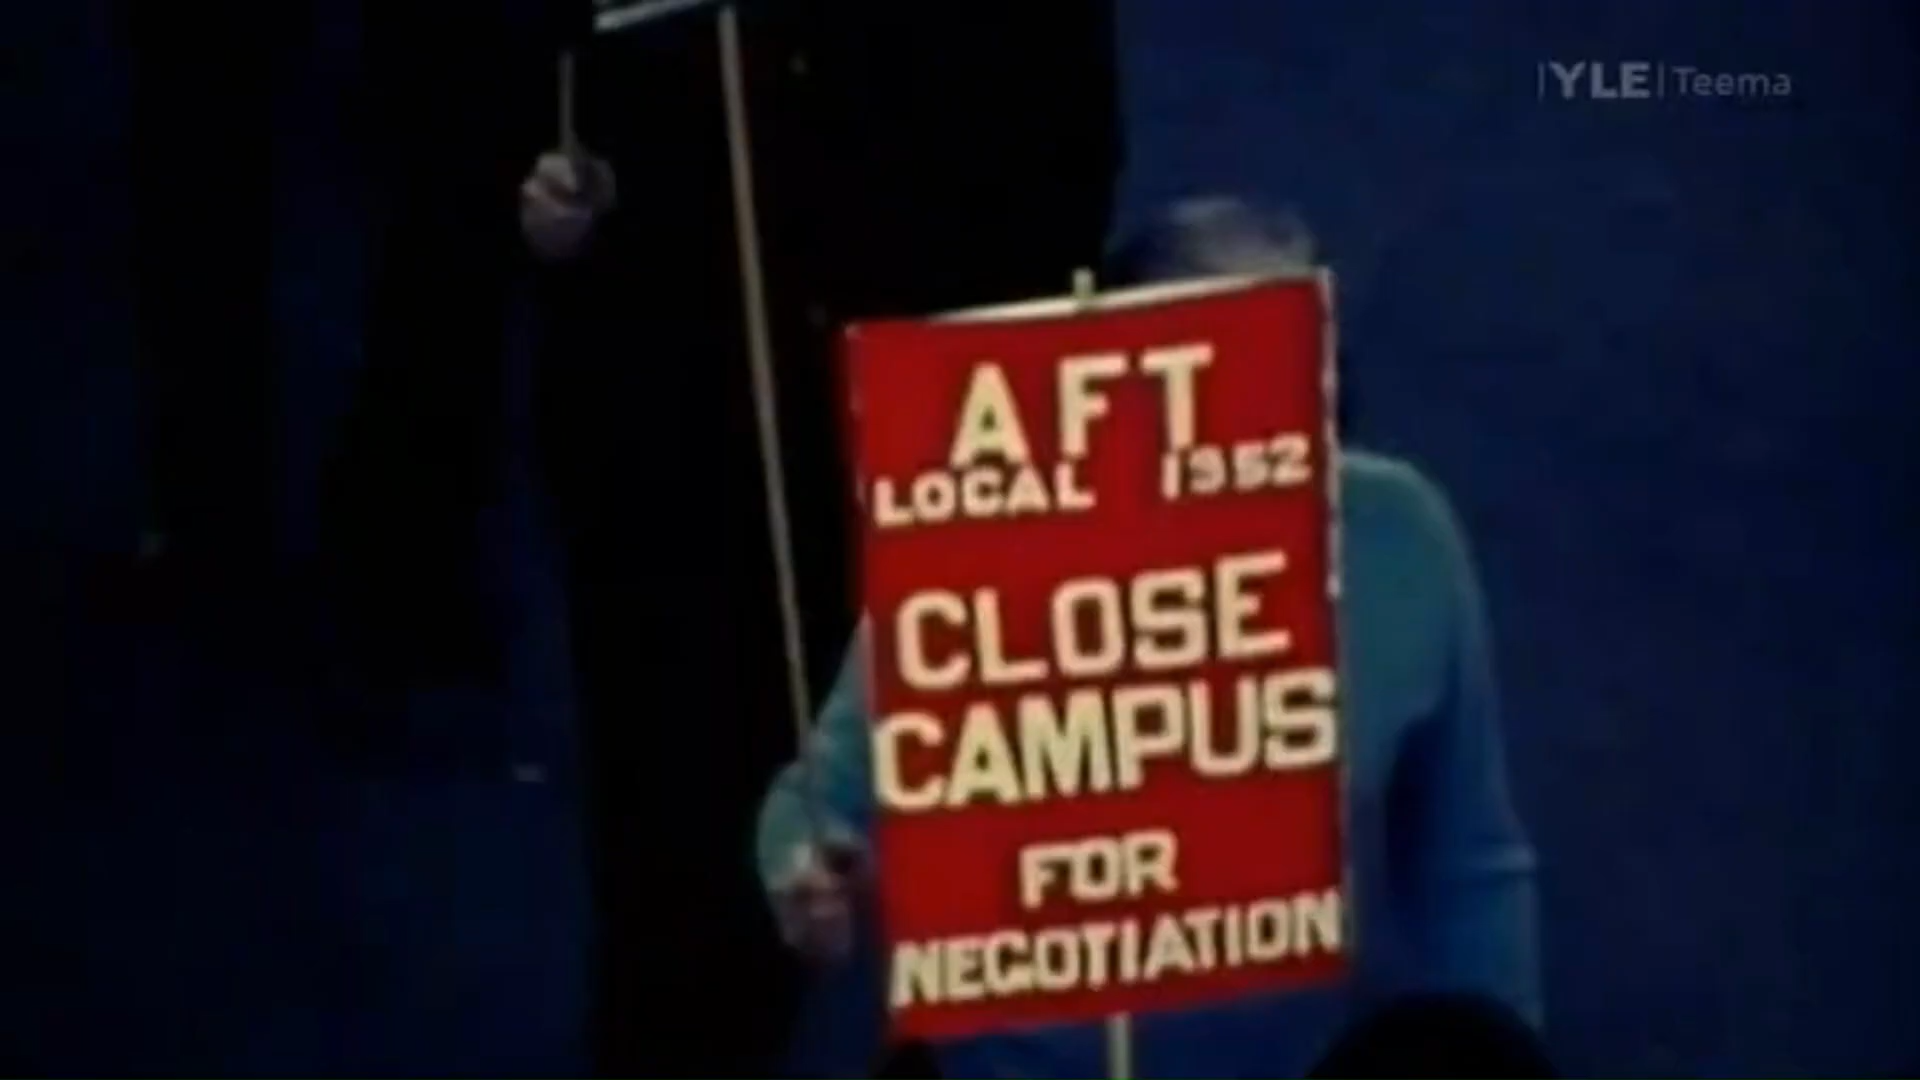 YLE Teema
AFT
LOCAL 1352
CLOSE
CAMPUS
FOR
NEGOTIATION